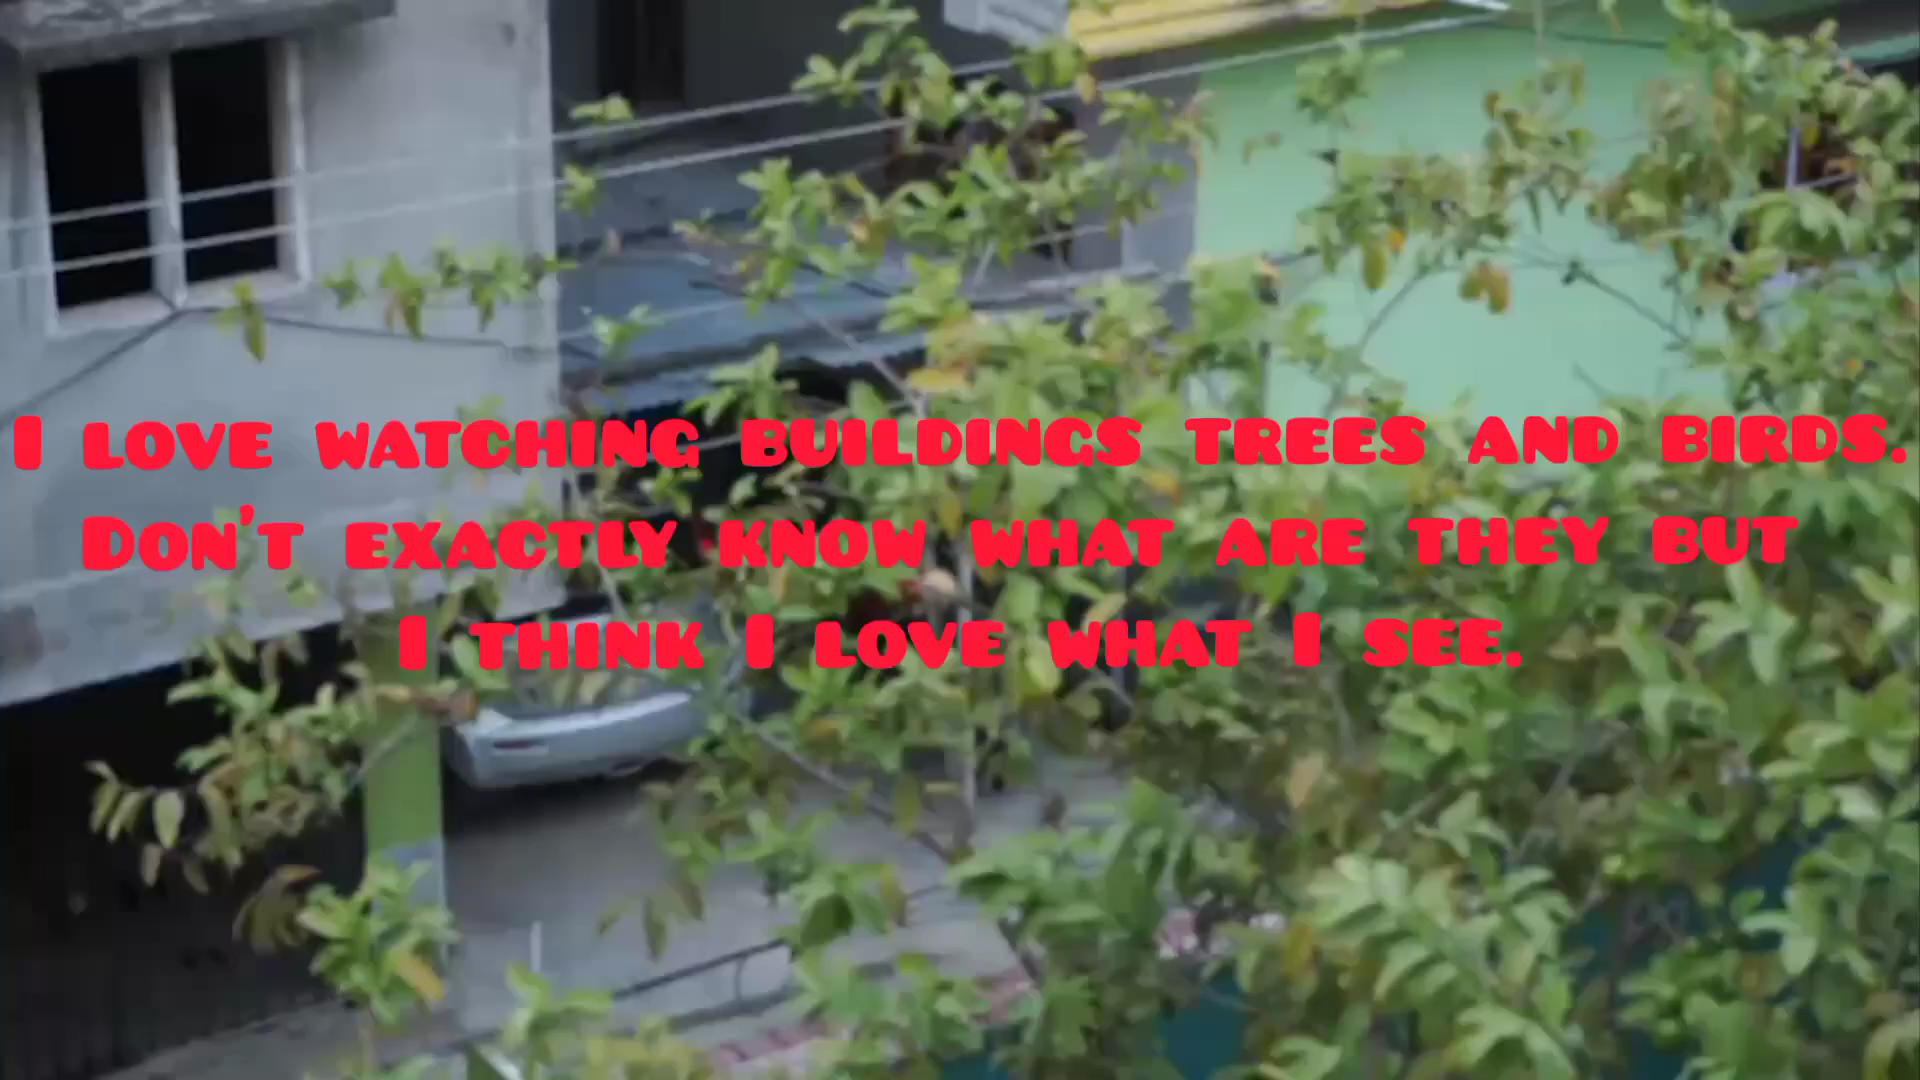 I love watching buildings trees and birds.
Don't exactly know what are they but
I think I love what I see.